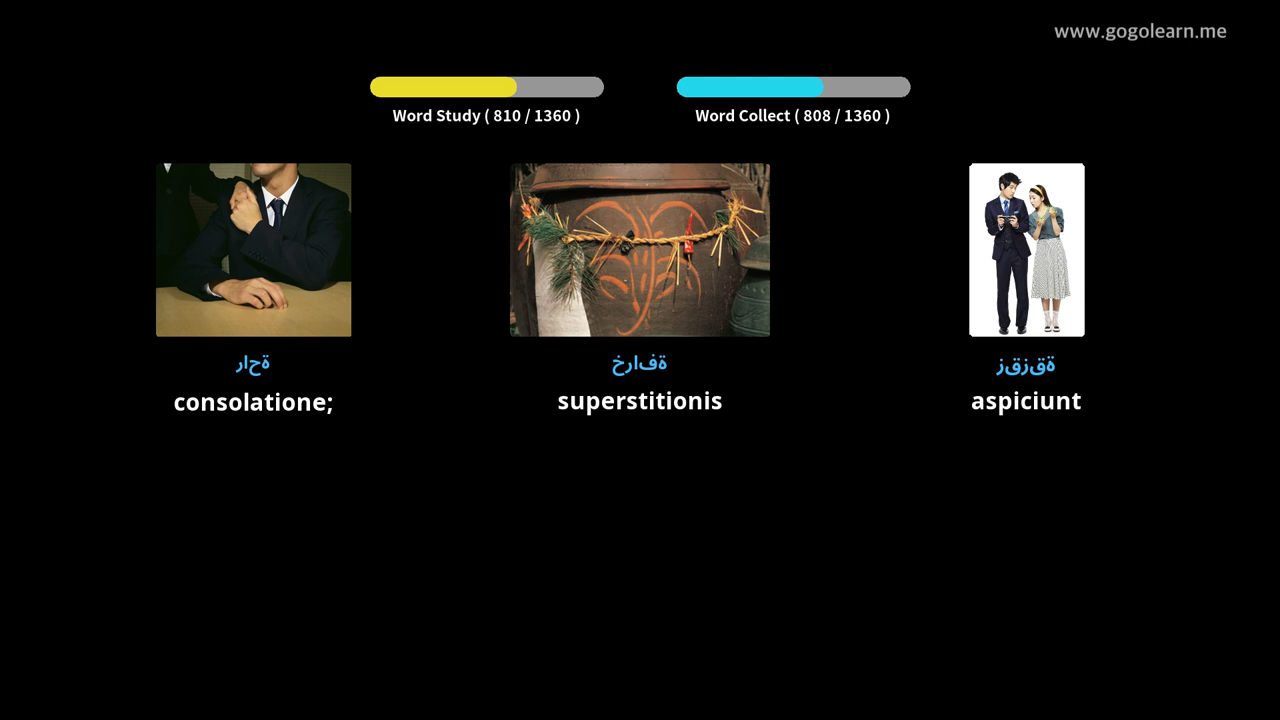 www.gogolearn.me
Word Study ( 810 / 1360 )
Word Collect ( 808 / 1360 )
ةحار
consolatione;
ةفارخ
superstitionis
ةقزقز
aspiciunt